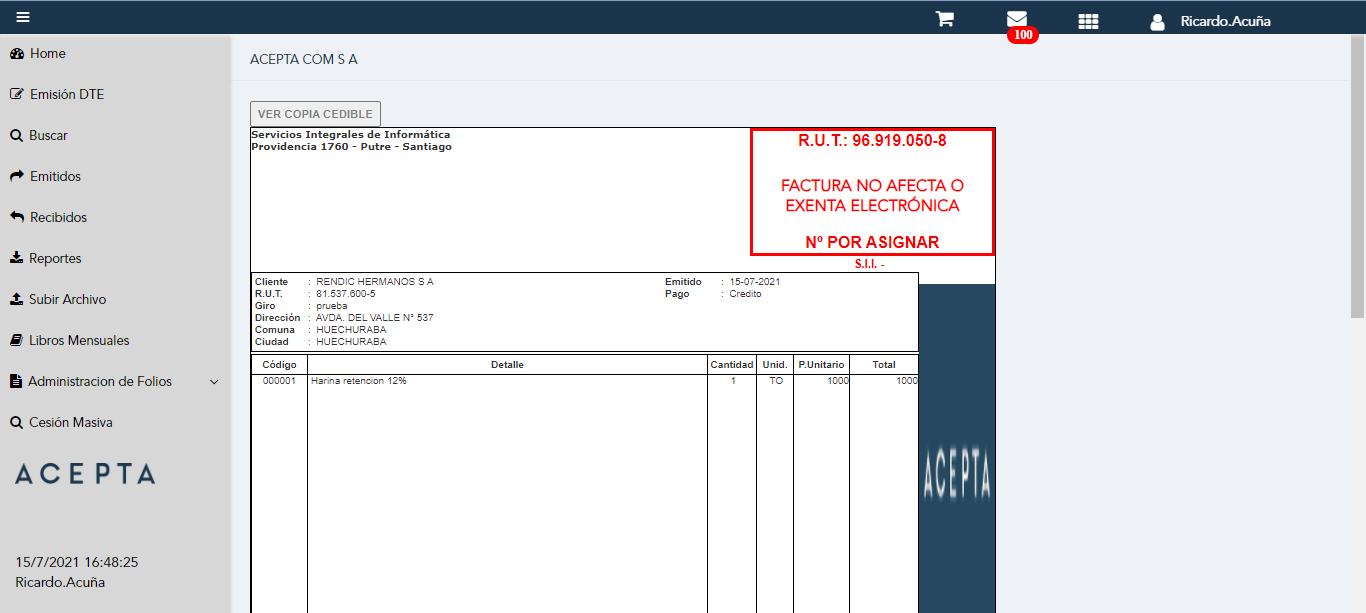 Ricardo.Acuña
100
Home
Emisión DTE
Buscar
Emitidos
Recibidos
Reportes
Subir Archivo
Libros Mensuales
Administracion de Folios
Cesión Masiva
ACEPTA
15/7/2021 16:48:25
Ricardo.Acuña
ACEPTA COM S A
VER COPIA CEDIBLE
Servicios Integrales de Informática
Providencia 1760 - Putre - Santiago
R.U.T.: 96.919.050-8
FACTURA NO AFECTA O
EXENTA ELECTRÓNICA
Nº POR ASIGNAR
S.I.I. -
Cliente : RENDIC HERMANOS S A Emitido : 15-07-2021
R.U.T. : 81.537.600-5 Pago : Credito
Giro : prueba
Dirección : AVDA. DEL VALLE N° 537
Comuna : HUECHURABA
Ciudad : HUECHURABA
Código Detalle Cantidad Unid. P.Unitario Total
000001 Harina retencion 12% 1 TO 1000 1000
ACEPTA